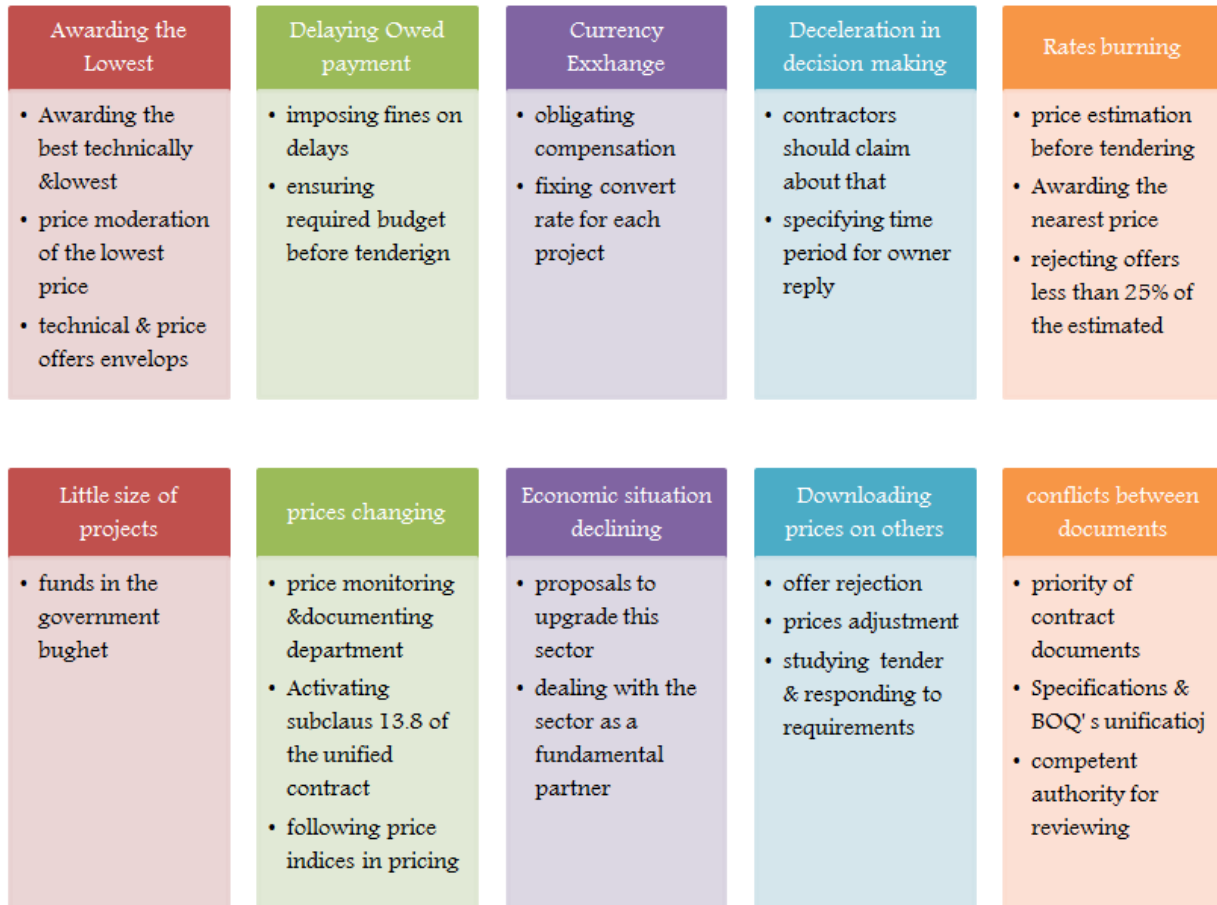 Awarding the
Lowest
• Awarding the
best technically
&lowest
• price moderation
of the lowest
price
• technical & price
offers envelops
Delaying Owed
payment
• imposing fines on
delays
• ensuring
required budget
before tenderign
Currency
Exxhange
• obligating
compensation
• fixing convert
rate for each
project
Deceleration in
decision making
• contractors
should claim
about that
• specifying time
period for owner
reply
Rates burning
• price estimation
before tendering
• Awarding the
nearest price
• rejecting offers
less than 25% of
the estimated
Little size of
projects
• funds in the
government
bughet
prices changing
• price monitoring
&documenting
department
• Activating
subclaus 13.8 of
the unified
contract
• following price
indices in pricing
Economic situation
declining
• proposals to
upgrade this
sector
• dealing with the
sector as a
fundamental
partner
Downloading
prices on others
• offer rejection
• prices adjustment
• studying tender
& responding to
requirements
conflicts between
documents
• priority of
contract
documents
• Specifications &
BOQ' s unificatioj
• competent
authority for
reviewing